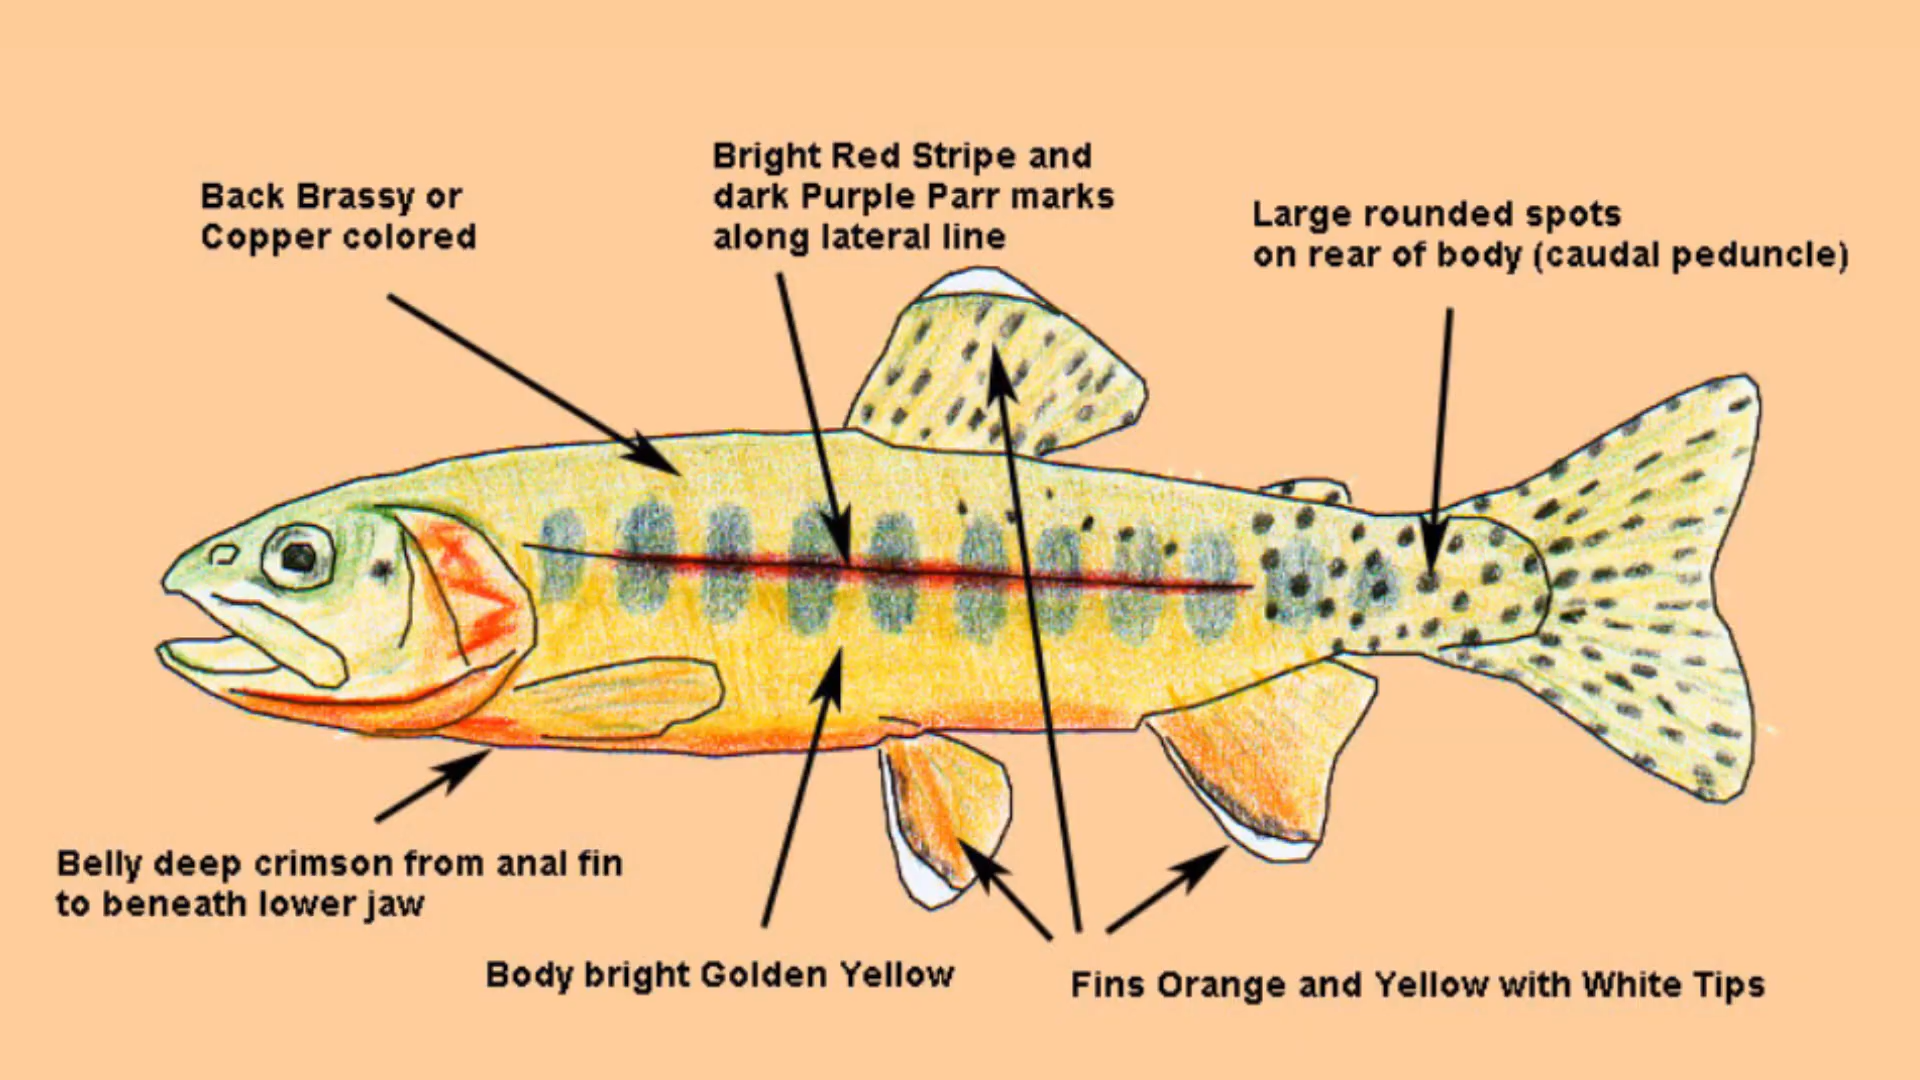 Back Brassy or
Copper colored
Bright Red Stripe and
dark Purple Parr marks
along lateral line
Large rounded spots
on rear of body (caudal peduncle)
Belly deep crimson from anal fin
to beneath lower jaw
Body bright Golden Yellow
Fins Orange and Yellow with White Tips